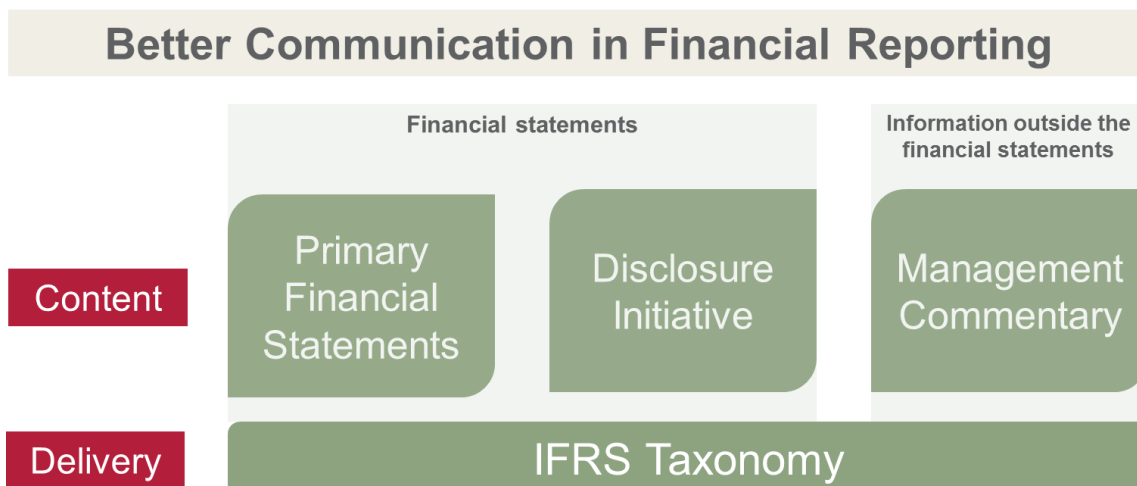 Better Communication in Financial Reporting
Financial statements
Information outside the
financial statements
Content
Primary
Financial
Statements
Disclosure
Initiative
Management
Commentary
Delivery
IFRS Taxonomy